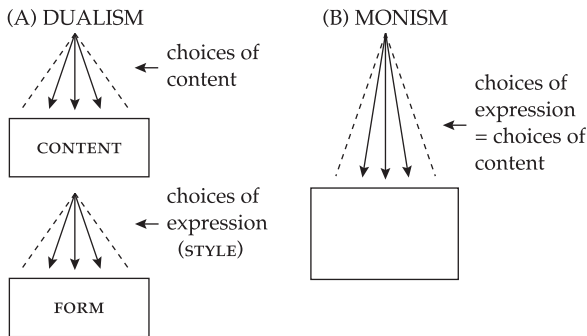 (A) DUALISM
choices of
content
CONTENT
choices of
expression
(STYLE)
FORM
(B) MONISM
choices of
expression
= choices of
content